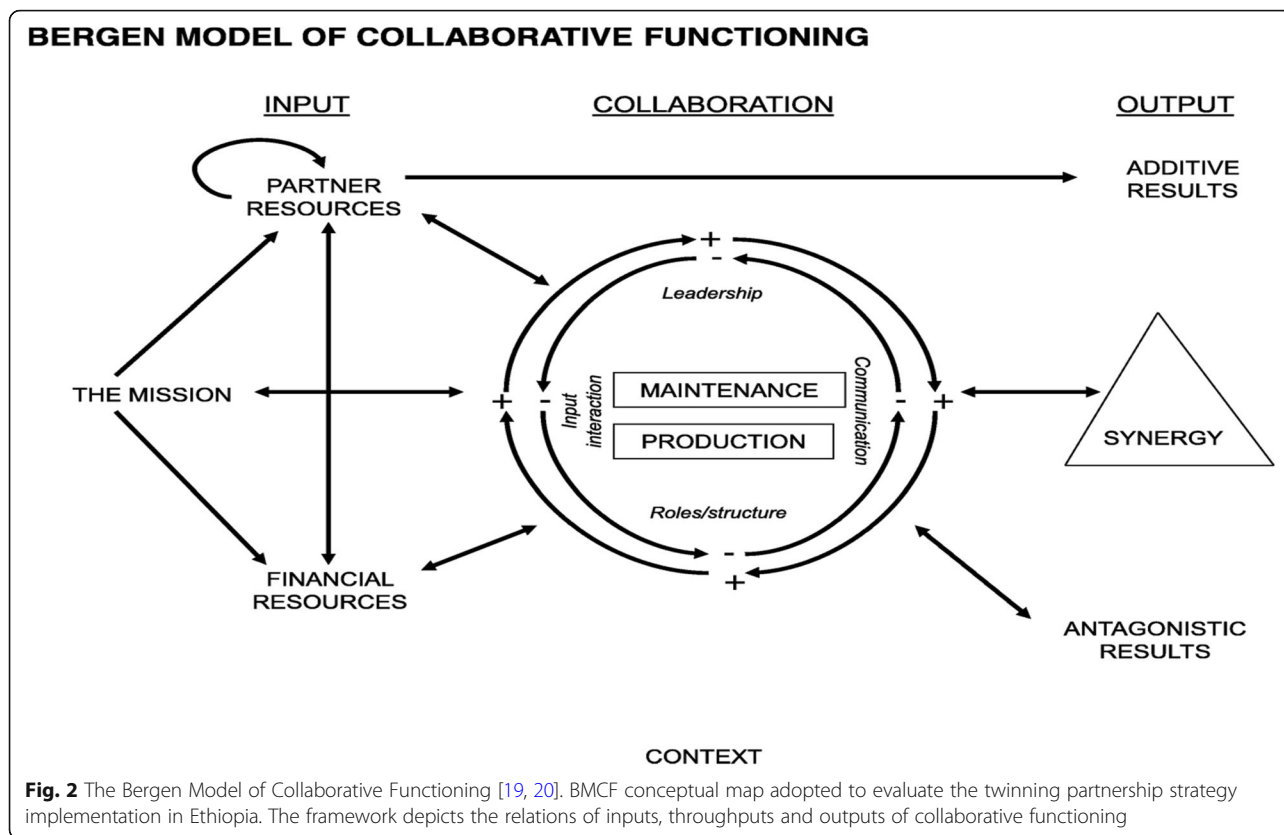 BERGEN MODEL OF COLLABORATIVE FUNCTIONING
INPUT
COLLABORATION
OUTPUT
PARTNER
RESOURCES
ADDITIVE
RESULTS
+
-
Leadership
THE MISSION
+
-
Input
interaction
MAINTENANCE
PRODUCTION
Communication
-
+
SYNERGY
Roles/structure
-
+
FINANCIAL
RESOURCES
ANTAGONISTIC
RESULTS
CONTEXT
Fig. 2 The Bergen Model of Collaborative Functioning [19, 20]. BMCF conceptual map adopted to evaluate the twinning partnership strategy
implementation in Ethiopia. The framework depicts the relations of inputs, throughputs and outputs of collaborative functioning